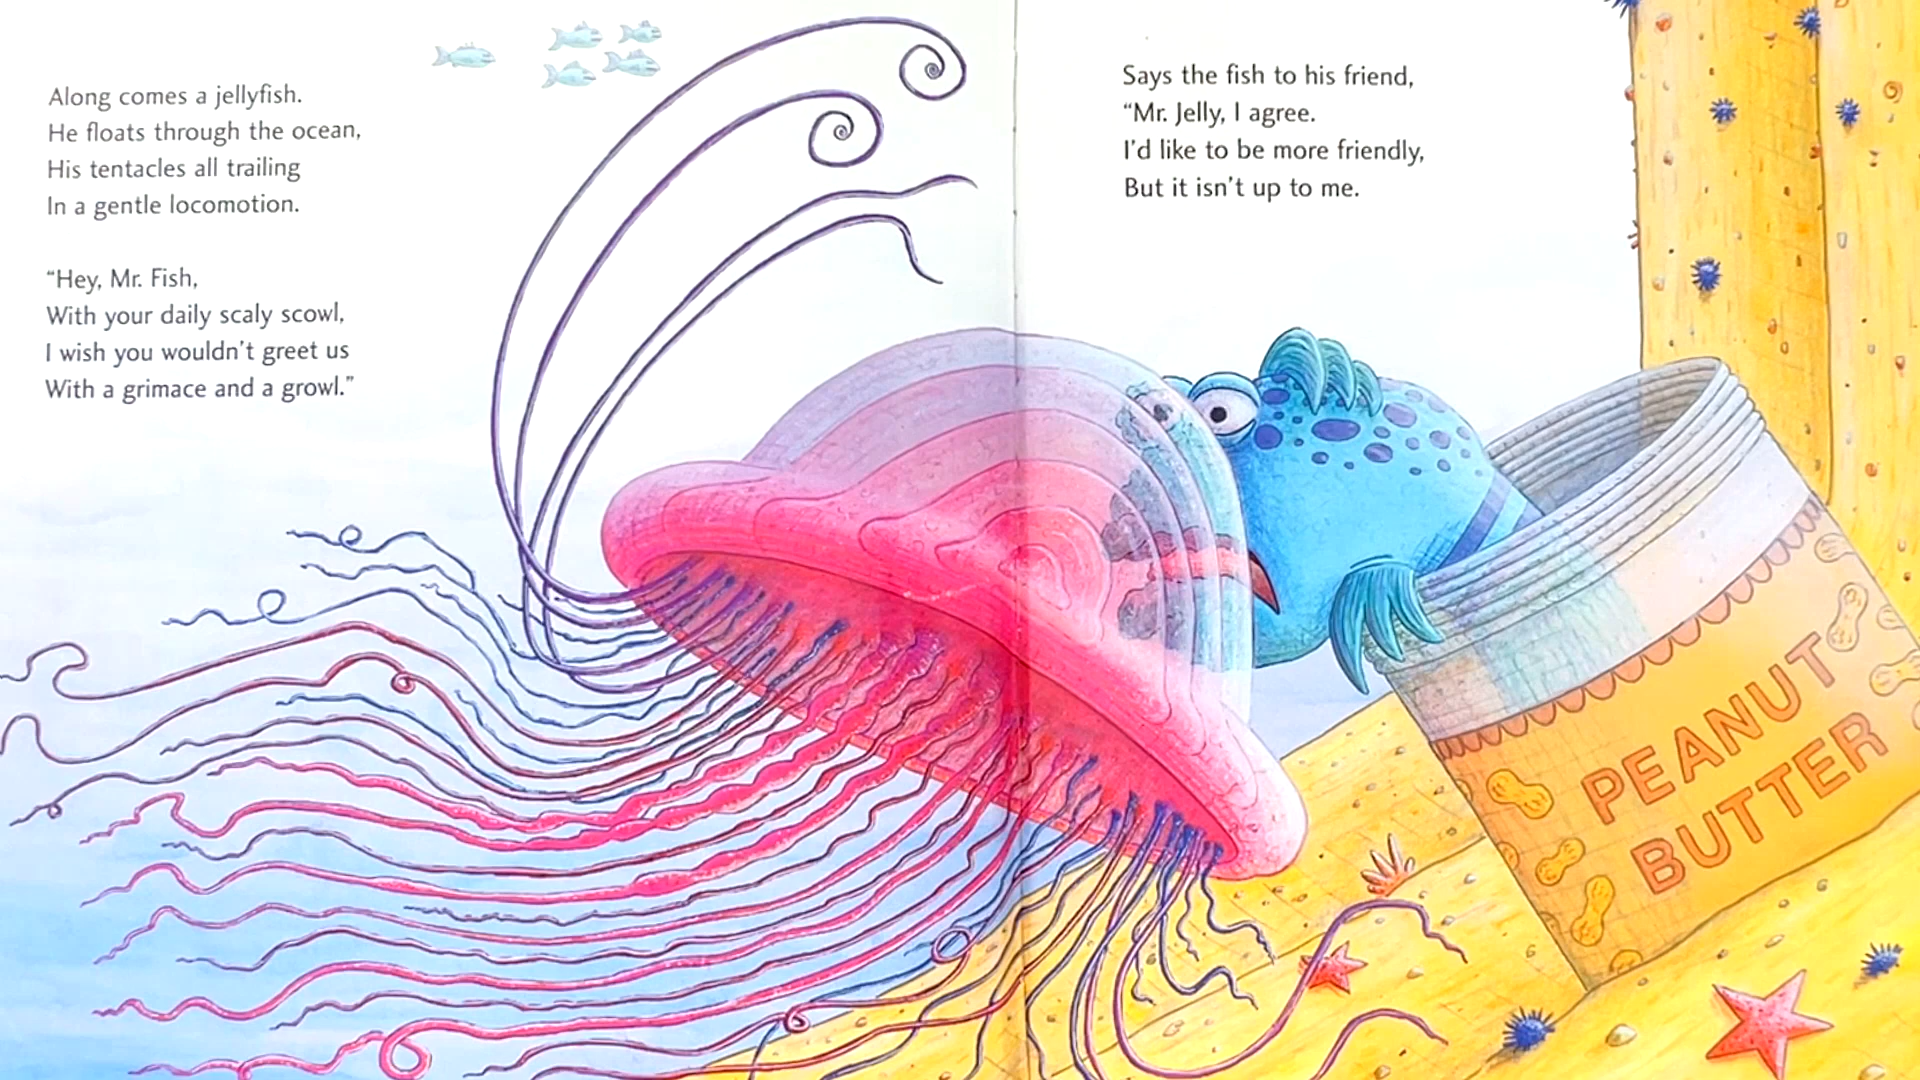 Along comes a jellyfish.
He floats through the ocean,
His tentacles all trailing
In a gentle locomotion.
“Hey, Mr. Fish,
With your daily scaly scowl,
I wish you wouldn’t greet us
With a grimace and a growl.”
Says the fish to his friend,
“Mr. Jelly, I agree.
I’d like to be more friendly,
But it isn’t up to me.
PEANUT
BUTTER